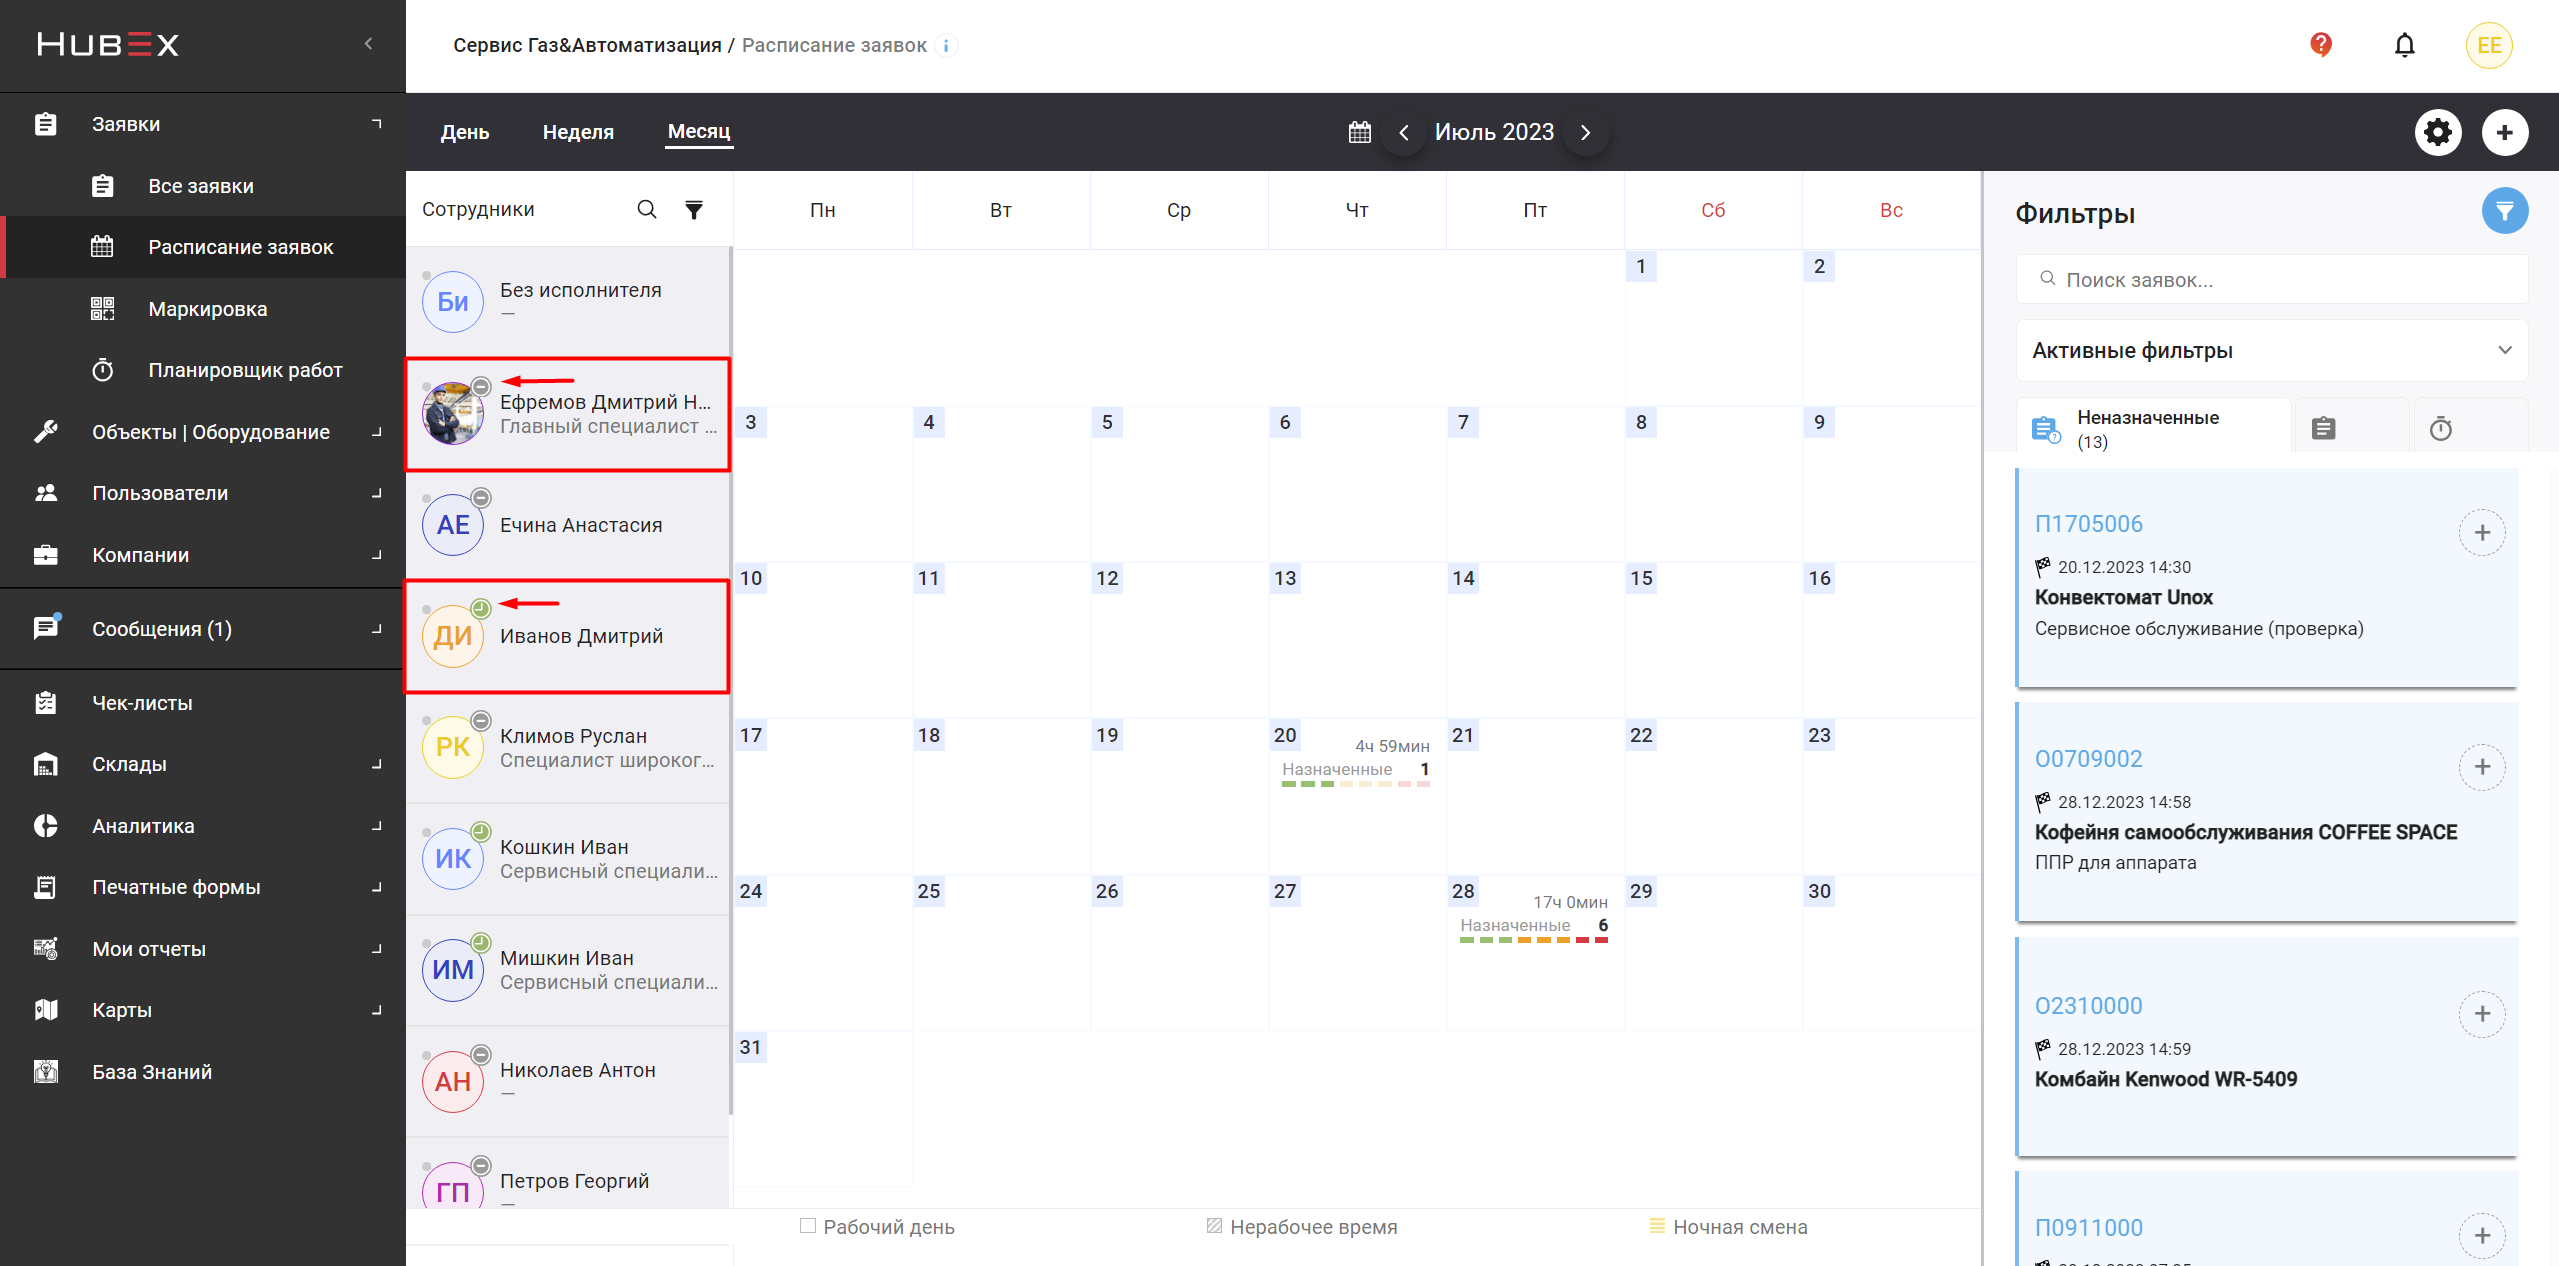 HUBEX
Заявки
Все заявки
Расписание заявок
Маркировка
Планировщик работ
Объекты | Оборудование
Пользователи
Компании
Сообщения (1)
Чек-листы
Склады
Аналитика
Печатные формы
Мои отчеты
Карты
База Знаний
Сервис Газ&Автоматизация / Расписание заявок i
? EE
День Неделя Месяц
Июль 2023
Сотрудники
Би Без исполнителя
—
Ефремов Дмитрий Н...
Главный специалист ...
АЕ Ечина Анастасия
ДИ Иванов Дмитрий
РК Климов Руслан
Специалист широког...
ИК Кошкин Иван
Сервисный специали...
ИМ Мишкин Иван
Сервисный специали...
АН Николаев Антон
—
ГП Петров Георгий
—
Пн Вт Ср Чт Пт Сб Вс
1 2
3 4 5 6 7 8 9
10 11 12 13 14 15 16
17 18 19 20 21 22 23
4ч 59мин
Назначенные 1
24 25 26 27 28 29 30
17ч 0мин
Назначенные 6
31
Рабочий день Нерабочее время Ночная смена
Фильтры
Поиск заявок...
Активные фильтры
Неназначенные
(13)
П1705006
20.12.2023 14:30
Конвектомат Unox
Сервисное обслуживание (проверка)
О0709002
28.12.2023 14:58
Кофейня самообслуживания COFFEE SPACE
ППР для аппарата
О2310000
28.12.2023 14:59
Комбайн Kenwood WR-5409
П0911000